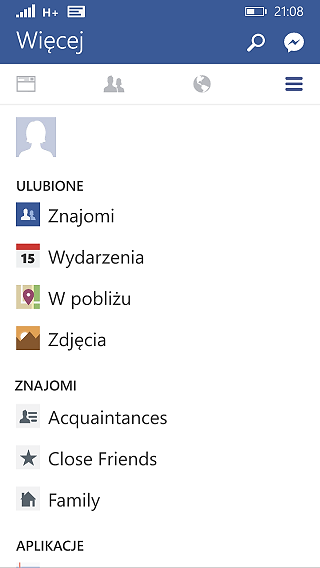 H+ 21:08
Więcej
ULUBIONE
Znajomi
15 Wydarzenia
W pobliżu
Zdjęcia
ZNAJOMI
Acquaintances
Close Friends
Family
APLIKACJE